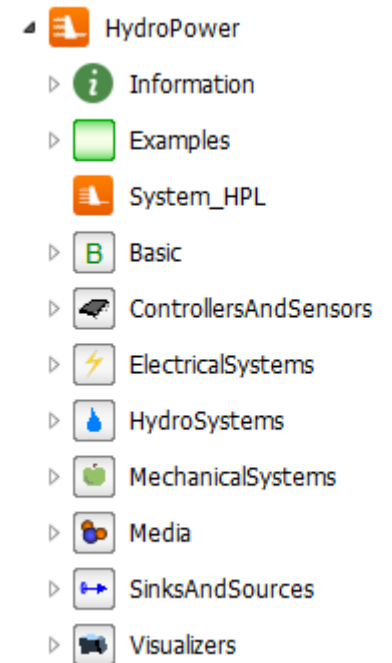 HydroPower
i Information
Examples
System_HPL
B Basic
ControllersAndSensors
ElectricalSystems
HydroSystems
MechanicalSystems
Media
SinksAndSources
Visualizers